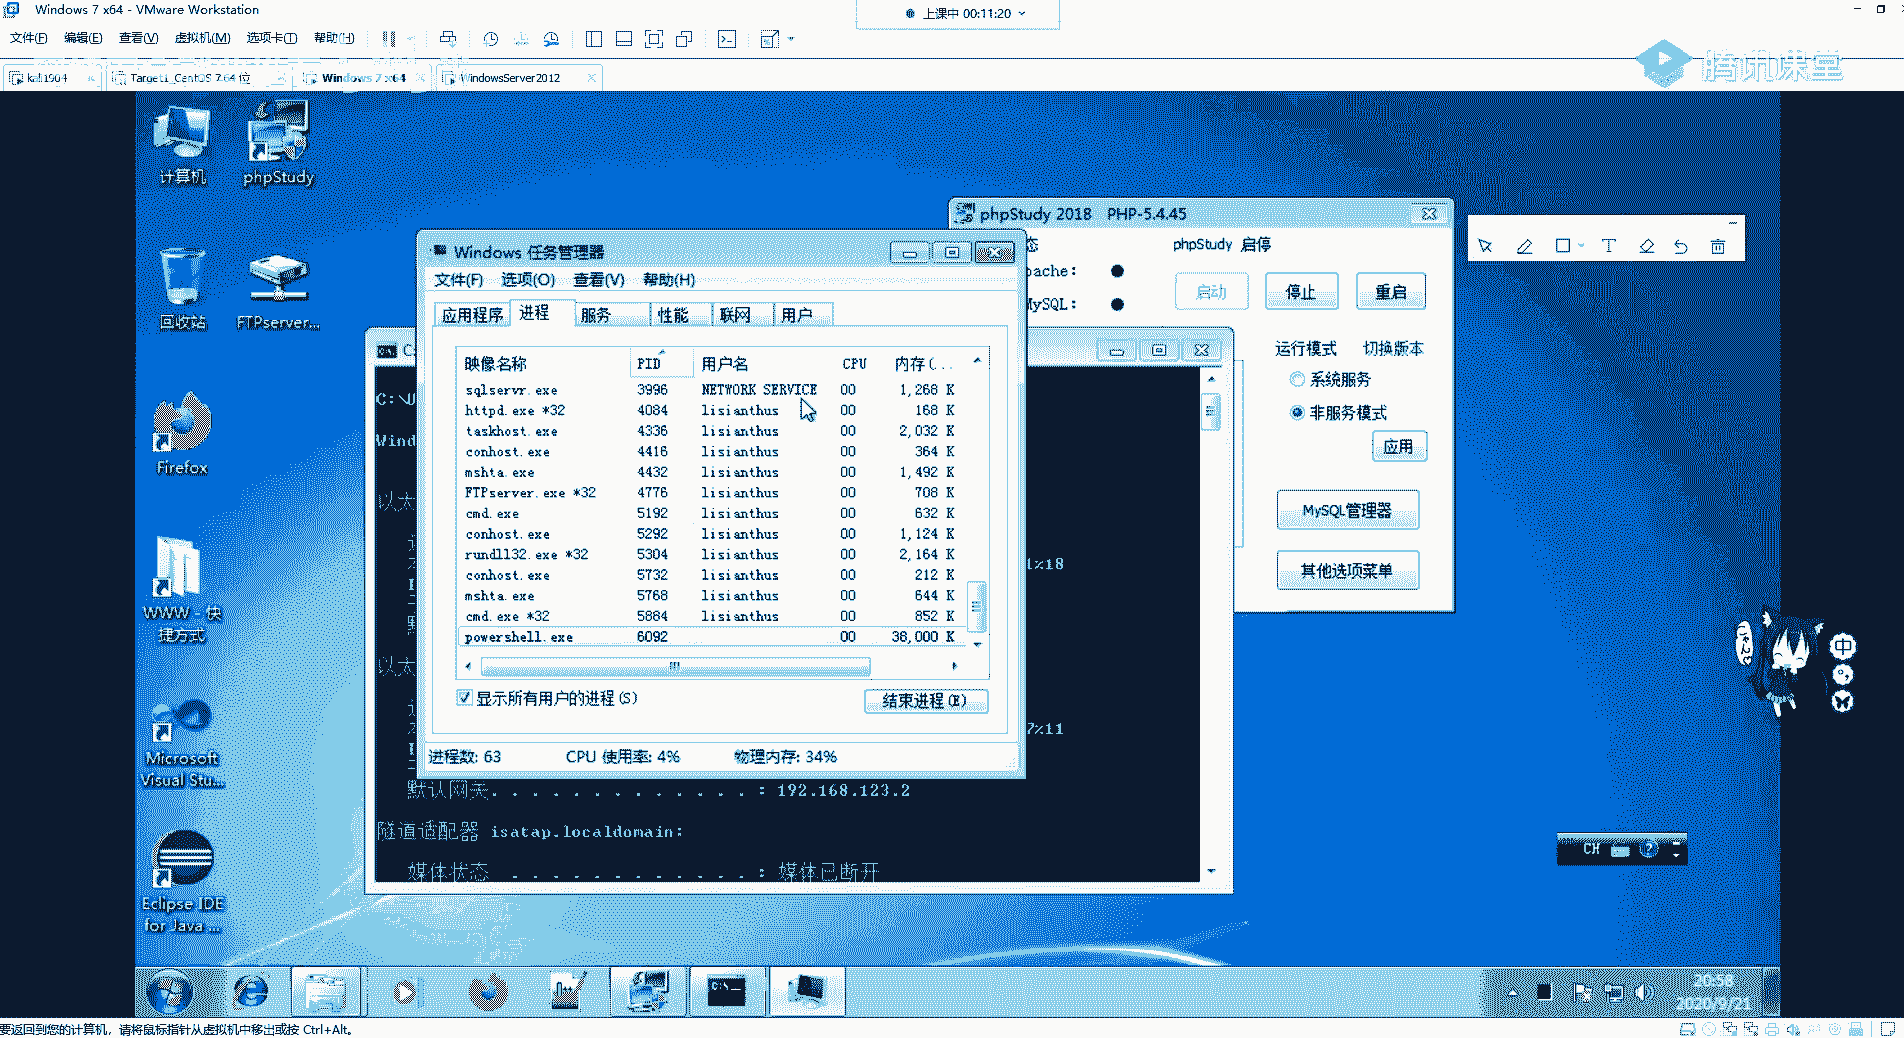 Windows 7 x64 - VMware Workstation
上课中 00:11:20
文件(F) 编辑(E) 查看(V) 虚拟机(M) 选项卡(T) 帮助(H)
kali1904
Target1_CentOS 7 64 位
Windows 7 x64
WindowsServer2012
腾讯课堂
计算机
phpStudy
回收站
FTPserver...
Firefox
WWW - 快
捷方式
Microsoft
Visual Stu...
Eclipse IDE
for Java ...
phpStudy 2018 PHP-5.4.45
态
pache:
MySQL:
phpStudy 启停
启动
停止
重启
运行模式 切换版本
系统服务
非服务模式
应用
MySQL管理器
其他选项菜单
Windows 任务管理器
文件(F) 选项(O) 查看(V) 帮助(H)
应用程序 进程 服务 性能 联网 用户
映像名称 PID 用户名 CPU 内存(...
sqlservr.exe 3996 NETWORK SERVICE 00 1,268 K
httpd.exe *32 4084 lisianthus 00 168 K
taskhost.exe 4336 lisianthus 00 2,032 K
conhost.exe 4416 lisianthus 00 364 K
mshta.exe 4432 lisianthus 00 1,492 K
FTPserver.exe *32 4776 lisianthus 00 708 K
cmd.exe 5192 lisianthus 00 632 K
conhost.exe 5292 lisianthus 00 1,124 K
rundll32.exe *32 5304 lisianthus 00 2,164 K
conhost.exe 5732 lisianthus 00 212 K
mshta.exe 5768 lisianthus 00 644 K
cmd.exe *32 5884 lisianthus 00 852 K
powershell.exe 6092 00 38,000 K
显示所有用户的进程(S)
结束进程(E)
进程数: 63 CPU 使用率: 4% 物理内存: 34%
C:\U
Wind
以太
1%18
以太
7%11
默认网关. . . . . . . . . . . . . : 192.168.123.2
隧道适配器 isatap.localdomain:
媒体状态 . . . . . . . . . . . . : 媒体已断开
中
CH
20:58
2020/9/21
要返回到您的计算机，请将鼠标指针从虚拟机中移出或按 Ctrl+Alt。